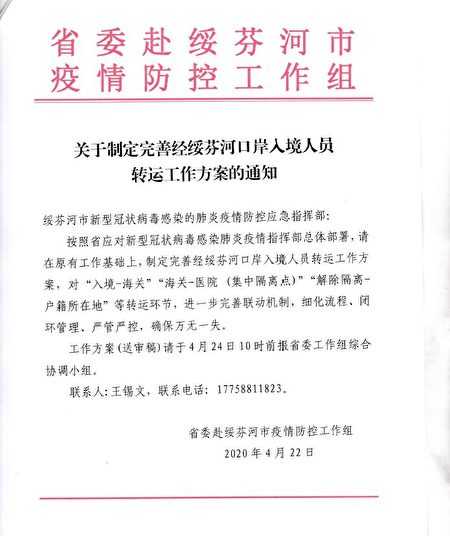 省委赴绥芬河市
疫情防控工作组
关于制定完善经绥芬河口岸入境人员
转运工作方案的通知
绥芬河市新型冠状病毒感染的肺炎疫情防控应急指挥部:
按照省应对新型冠状病毒感染肺炎疫情指挥部总体部署,请
在原有工作基础上,制定完善经绥芬河口岸入境人员转运工作方
案,对“入境-海关”“海关-医院(集中隔离点)”“解除隔离-
户籍所在地”等转运环节,进一步完善联动机制,细化流程、闭
环管理、严管严控,确保万无一失。
工作方案(送审稿)请于4月24日10时前报省委工作组综合
协调小组。
联系人:王锡文,联系电话:17758811823。
省委赴绥芬河市疫情防控工作组
2020年4月22日